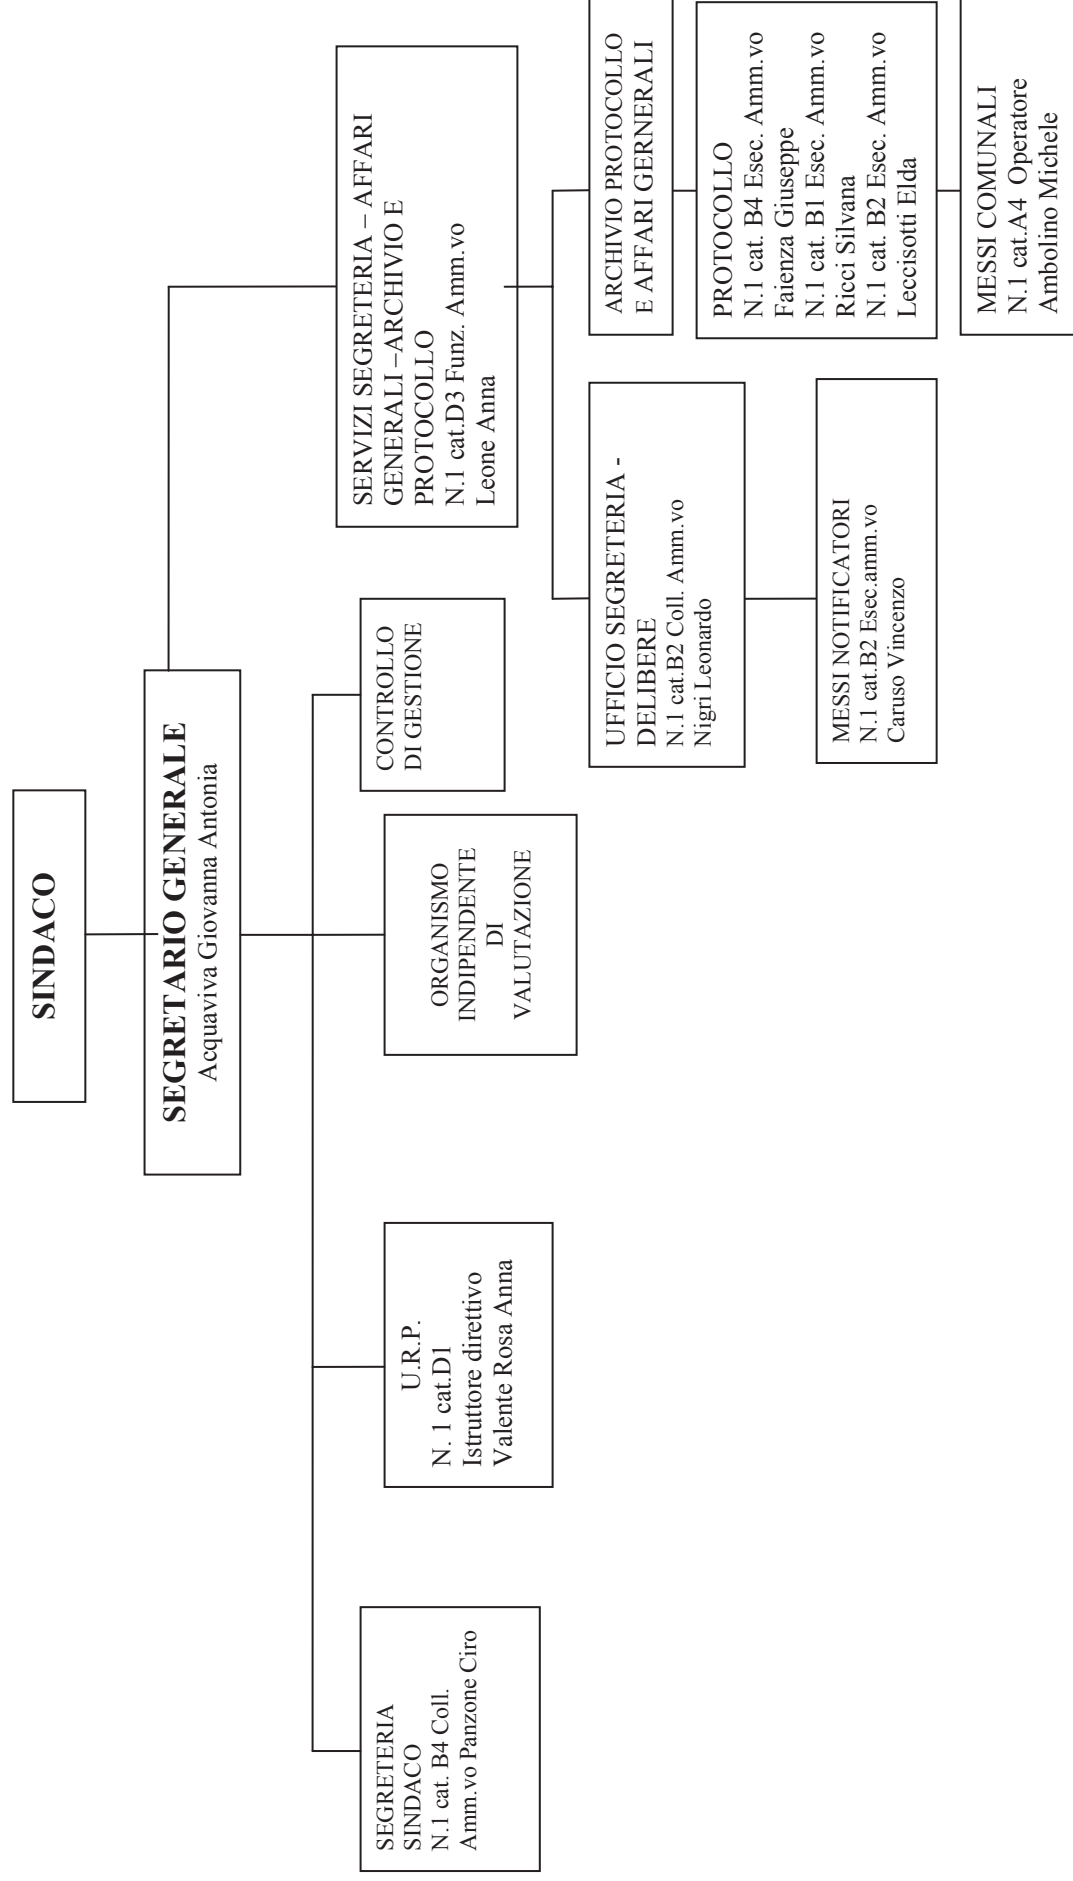 SINDACO
SEGRETARIO GENERALE
Acquaviva Giovanna Antonia
SEGRETERIA
SINDACO
N.1 cat. B4 Coll.
Amm.vo Panzone Ciro
U.R.P.
N. 1 cat.D1
Istruttore direttivo
Valente Rosa Anna
ORGANISMO
INDIPENDENTE
DI
VALUTAZIONE
CONTROLLO
DI GESTIONE
SERVIZI SEGRETERIA – AFFARI
GENERALI –ARCHIVIO E
PROTOCOLLO
N.1 cat.D3 Funz. Amm.vo
Leone Anna
UFFICIO SEGRETERIA -
DELIBERE
N.1 cat.B2 Coll. Amm.vo
Nigri Leonardo
MESSI NOTIFICATORI
N.1 cat.B2 Esec.amm.vo
Caruso Vincenzo
ARCHIVIO PROTOCOLLO
E AFFARI GERNERALI
PROTOCOLLO
N.1 cat. B4 Esec. Amm.vo
Faienza Giuseppe
N.1 cat. B1 Esec. Amm.vo
Ricci Silvana
N.1 cat. B2 Esec. Amm.vo
Leccisotti Elda
MESSI COMUNALI
N.1 cat.A4 Operatore
Ambolino Michele